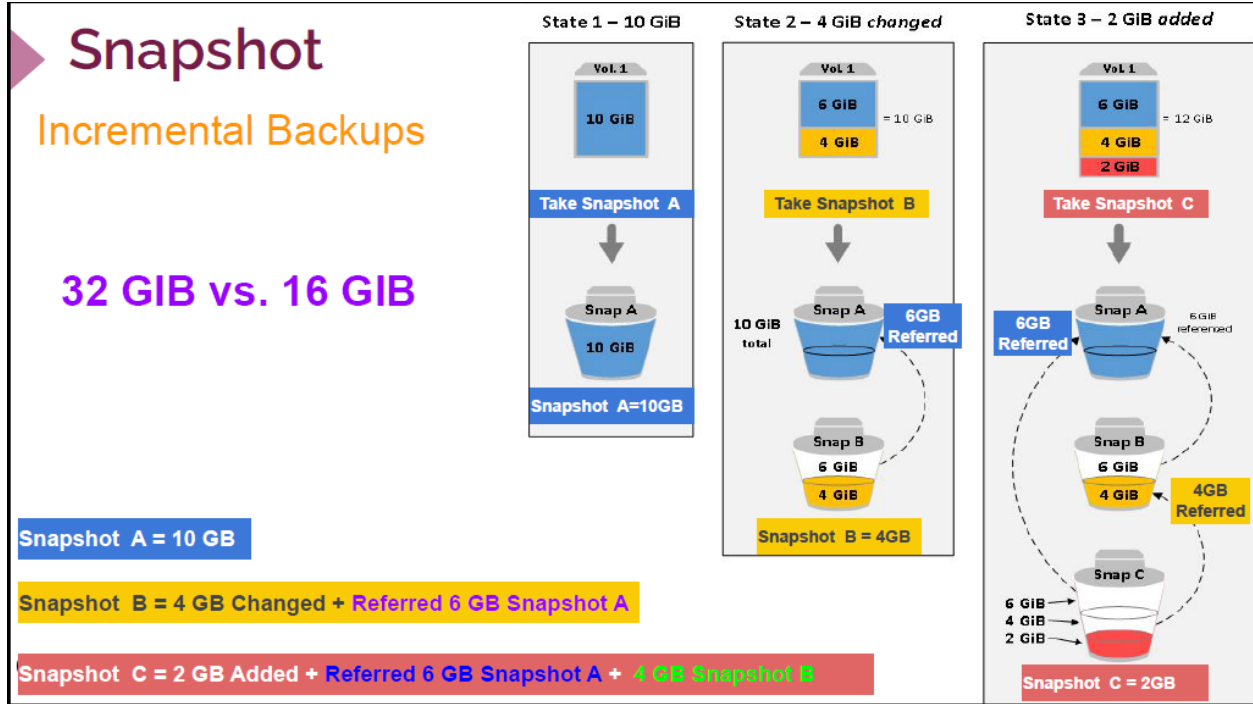 Snapshot
Incremental Backups
32 GIB vs. 16 GIB
Snapshot A = 10 GB
Snapshot B = 4 GB Changed + Referred 6 GB Snapshot A
Snapshot C = 2 GB Added + Referred 6 GB Snapshot A + 4 GB Snapshot B
State 1 – 10 GiB
Vol. 1
10 GiB
Take Snapshot A
Snap A
10 GiB
Snapshot A=10GB
State 2 – 4 GiB changed
Vol 1
6 GiB
= 10 GiB
4 GiB
Take Snapshot B
Snap A
10 GiB
total
6GB
Referred
Snap B
6 GiB
4 GiB
Snapshot B = 4GB
State 3 – 2 GiB added
Vol 1
6 GiB
= 12 GiB
4 GiB
2 GiB
Take Snapshot C
Snap A
6GB
Referred
6 GiB
referenced
Snap B
6 GiB
4 GiB
4GB
Referred
Snap C
6 GiB
4 GiB
2 GiB
Snapshot C = 2GB